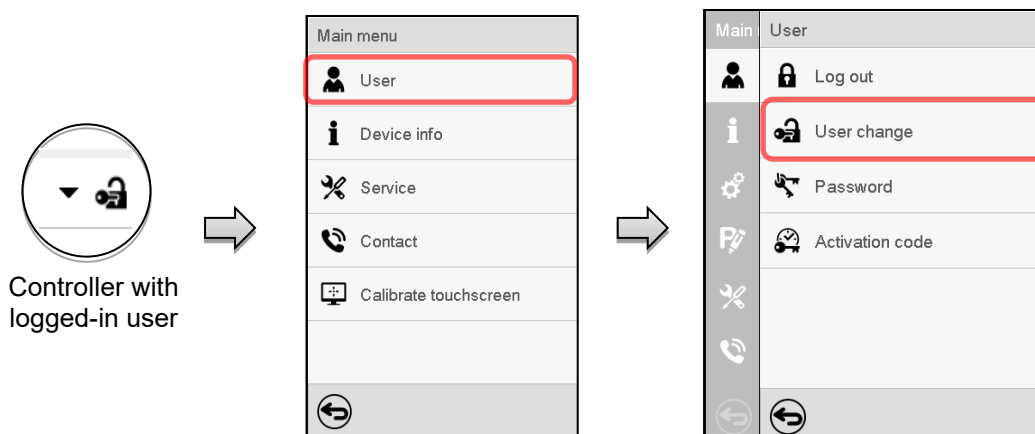 Controller with
logged-in user
Main menu
User
Device info
Service
Contact
Calibrate touchscreen
Main
User
Log out
User change
Password
Activation code